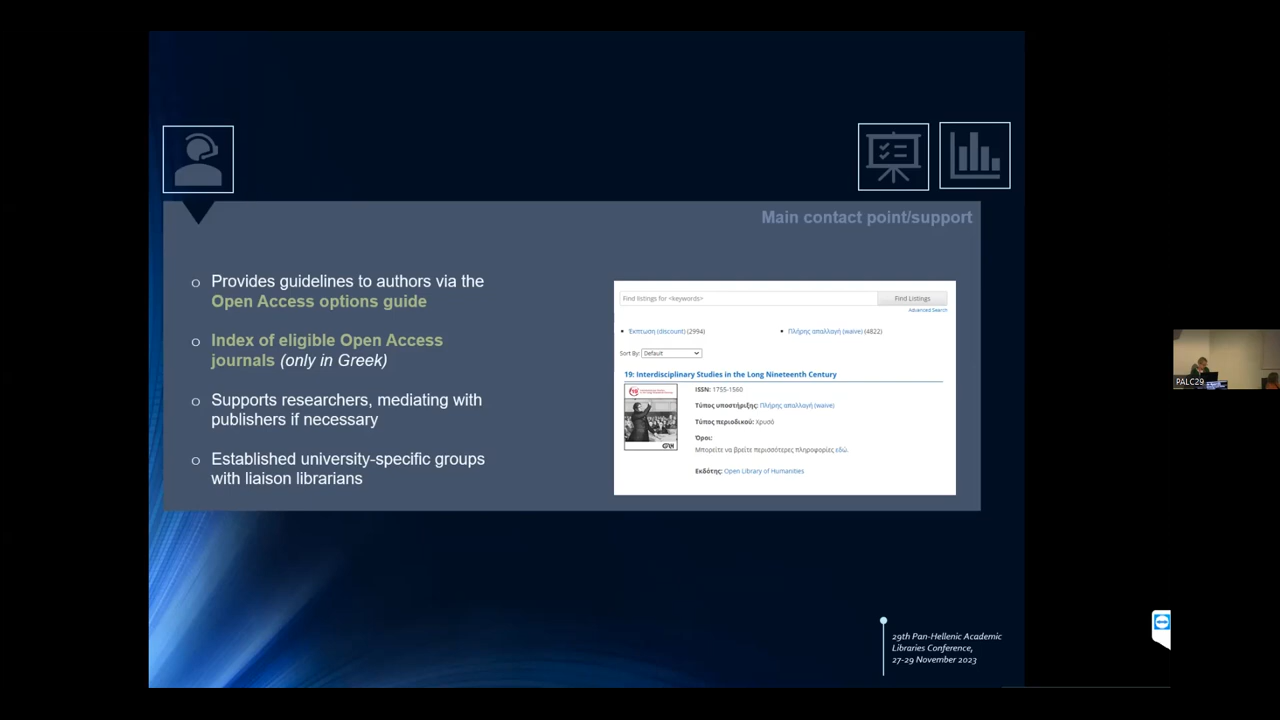 Main contact point/support
o Provides guidelines to authors via the
Open Access options guide
o Index of eligible Open Access
journals (only in Greek)
o Supports researchers, mediating with
publishers if necessary
o Established university-specific groups
with liaison librarians
Find listings for <keywords>
Find Listings
Advanced Search
Έκπτωση (discount) (2994)
Πλήρης απαλλαγή (waive) (4822)
Sort By: Default
19: Interdisciplinary Studies in the Long Nineteenth Century
ISSN: 1755-1560
Τύπος υποστήριξης: Πλήρης απαλλαγή (waive)
Τύπος περιοδικού: Χρυσό
Όροι:
Μπορείτε να βρείτε περισσότερες πληροφορίες εδώ.
Εκδότης: Open Library of Humanities
PALC29
29th Pan-Hellenic Academic
Libraries Conference,
27-29 November 2023